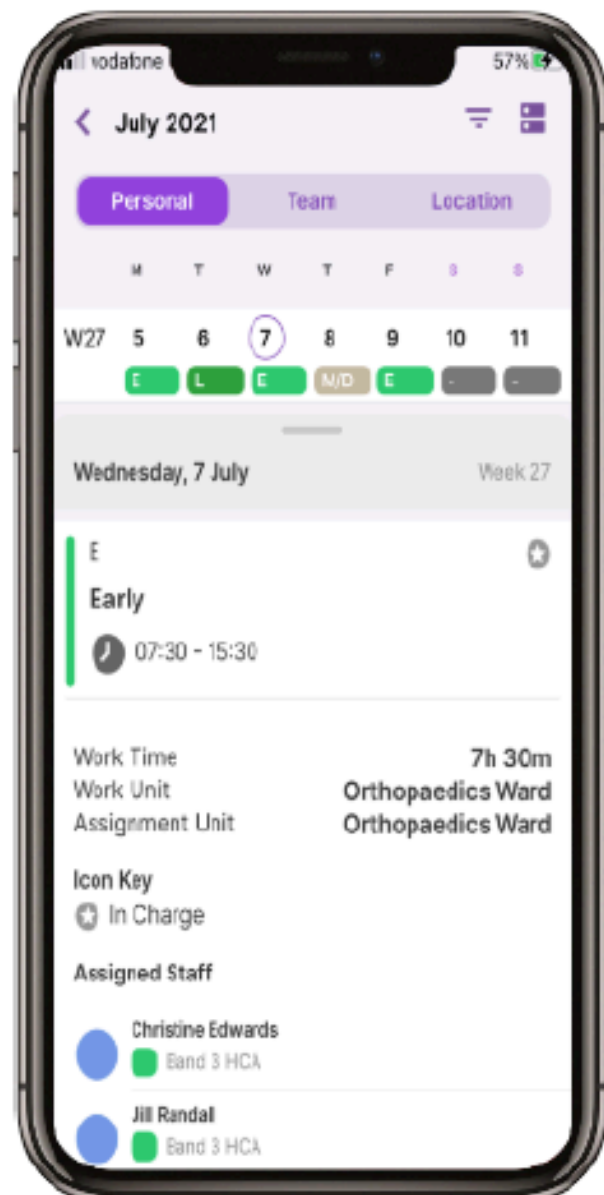 vodafone 57%
July 2021
Personal Team Location
M T W T F S S
W27 5 6 7 8 9 10 11
E L E N/D E - -
Wednesday, 7 July Week 27
E
Early
07:30 - 15:30
Work Time 7h 30m
Work Unit Orthopaedics Ward
Assignment Unit Orthopaedics Ward
Icon Key
In Charge
Assigned Staff
Christine Edwards
Band 3 HCA
Jill Randall
Band 3 HCA